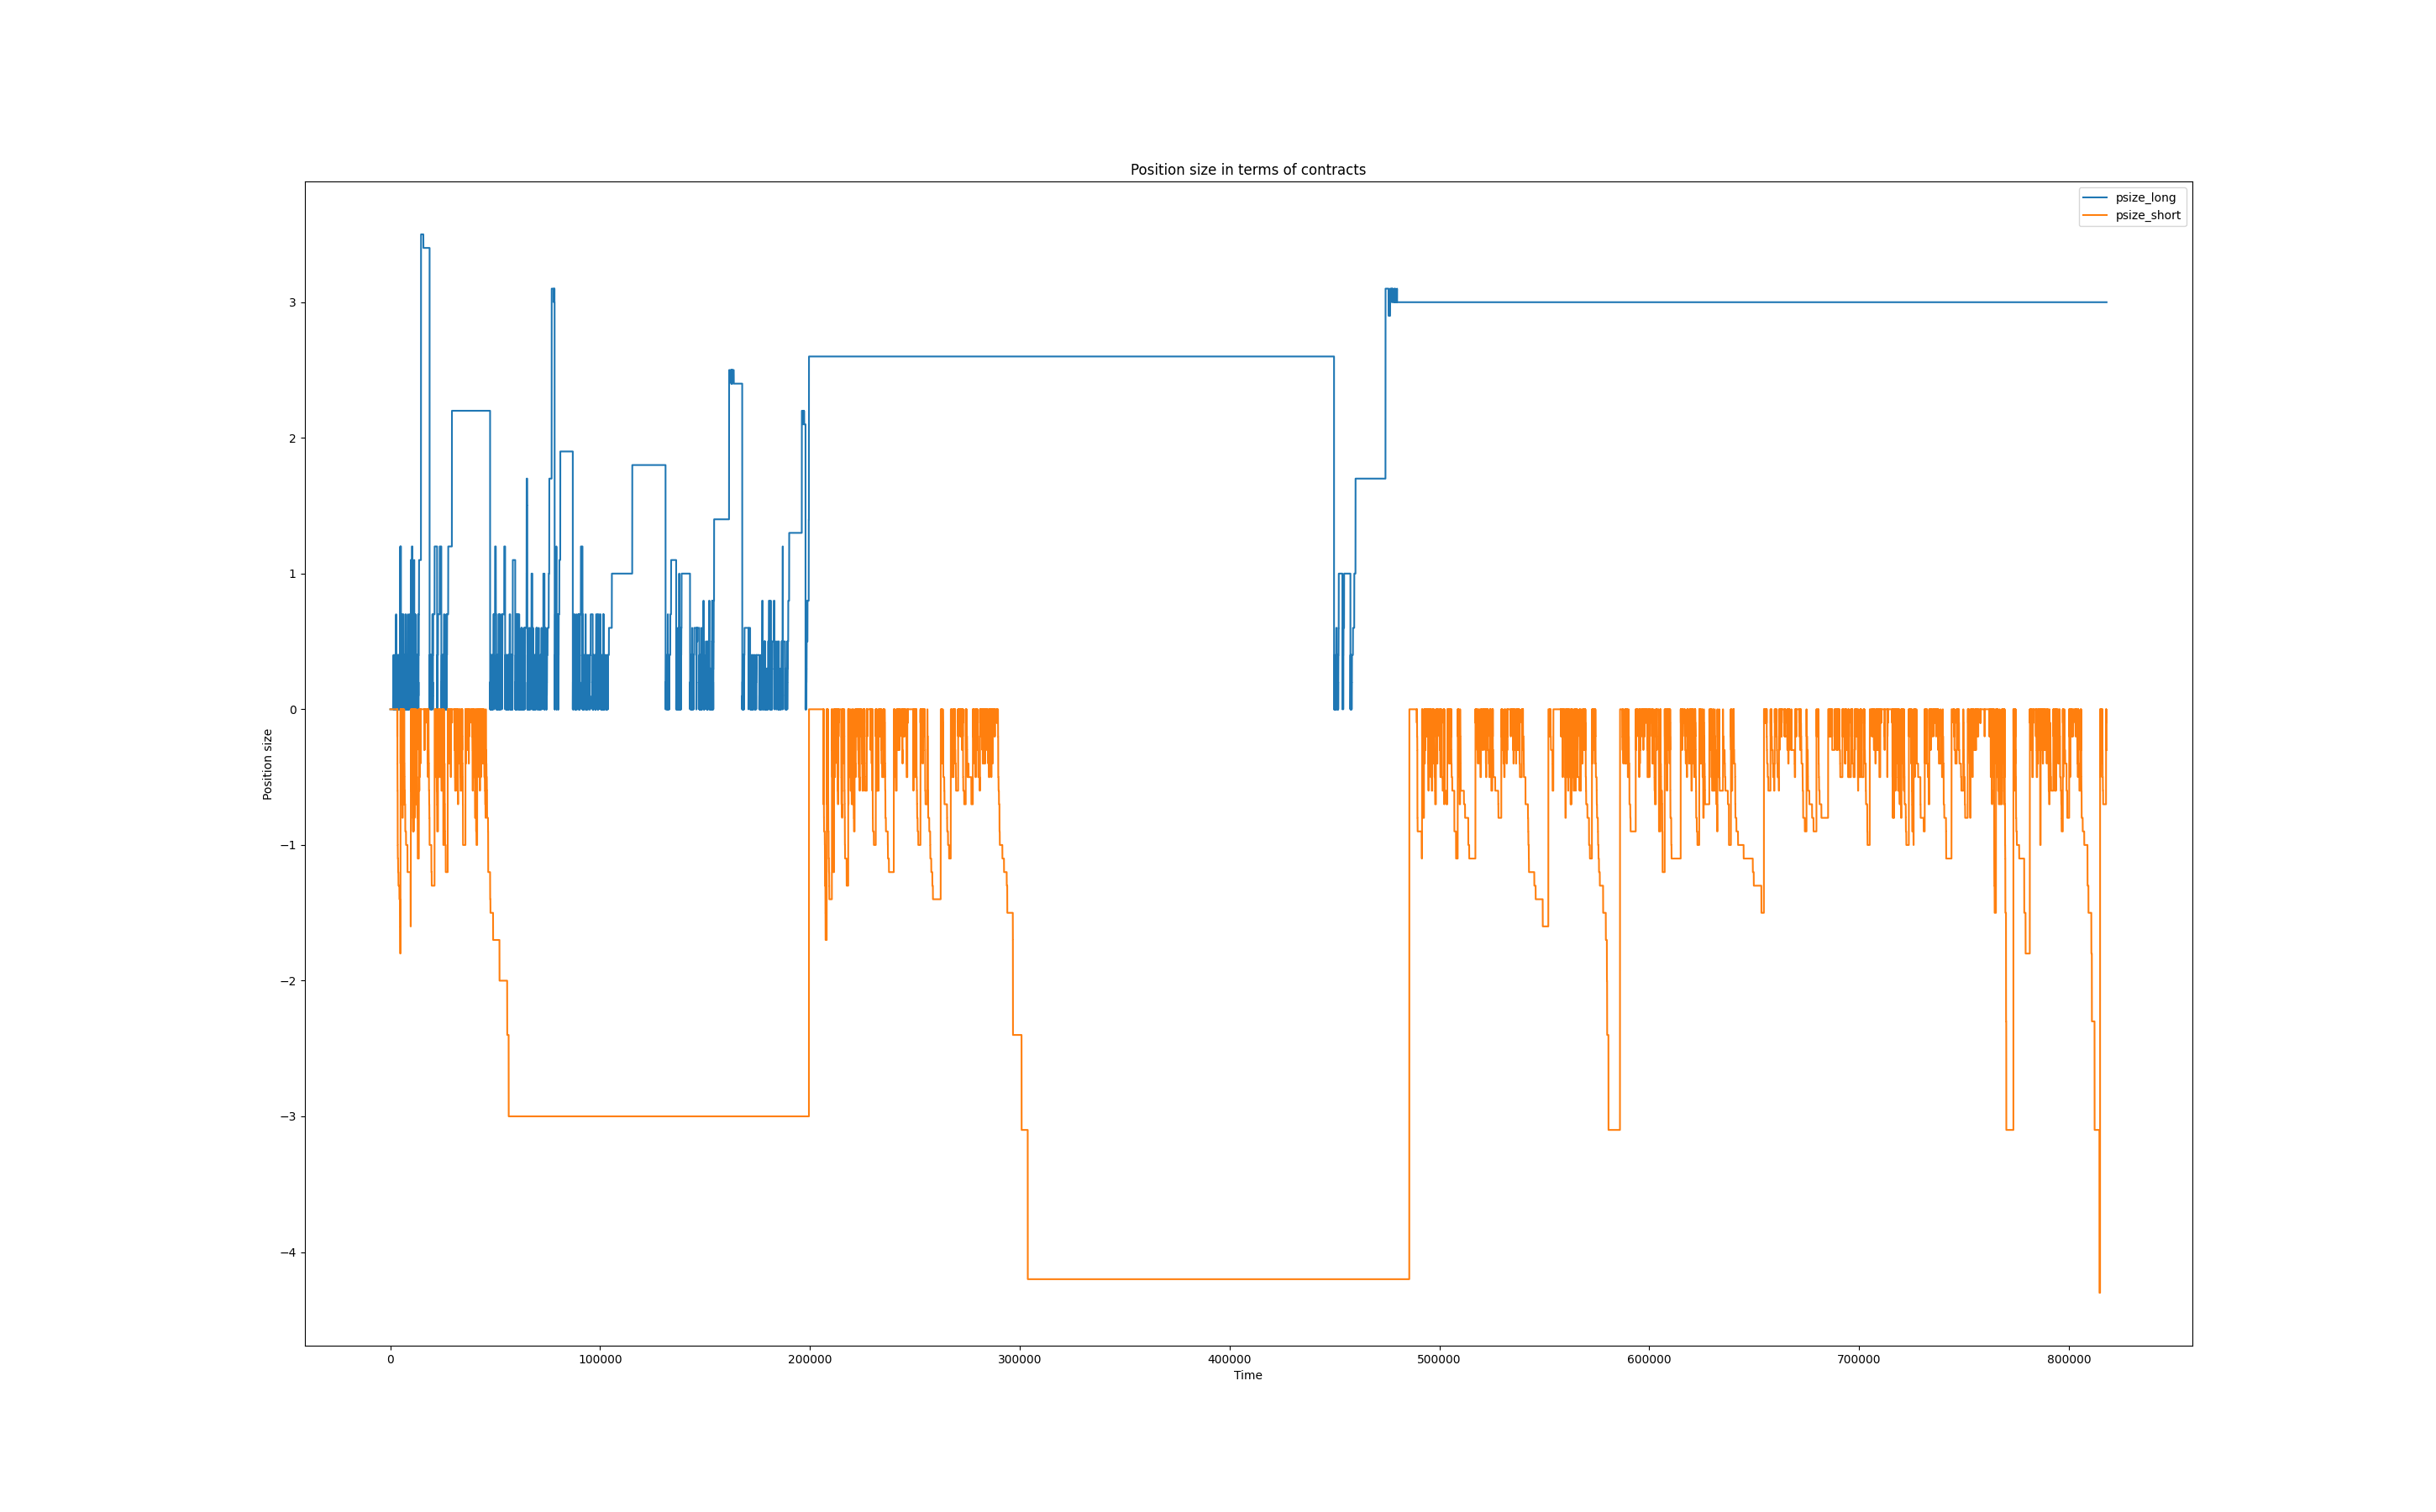 Position size in terms of contracts
psize_long
psize_short
3
2
1
0
−1
−2
−3
−4
Position size
0 100000 200000 300000 400000 500000 600000 700000 800000
Time